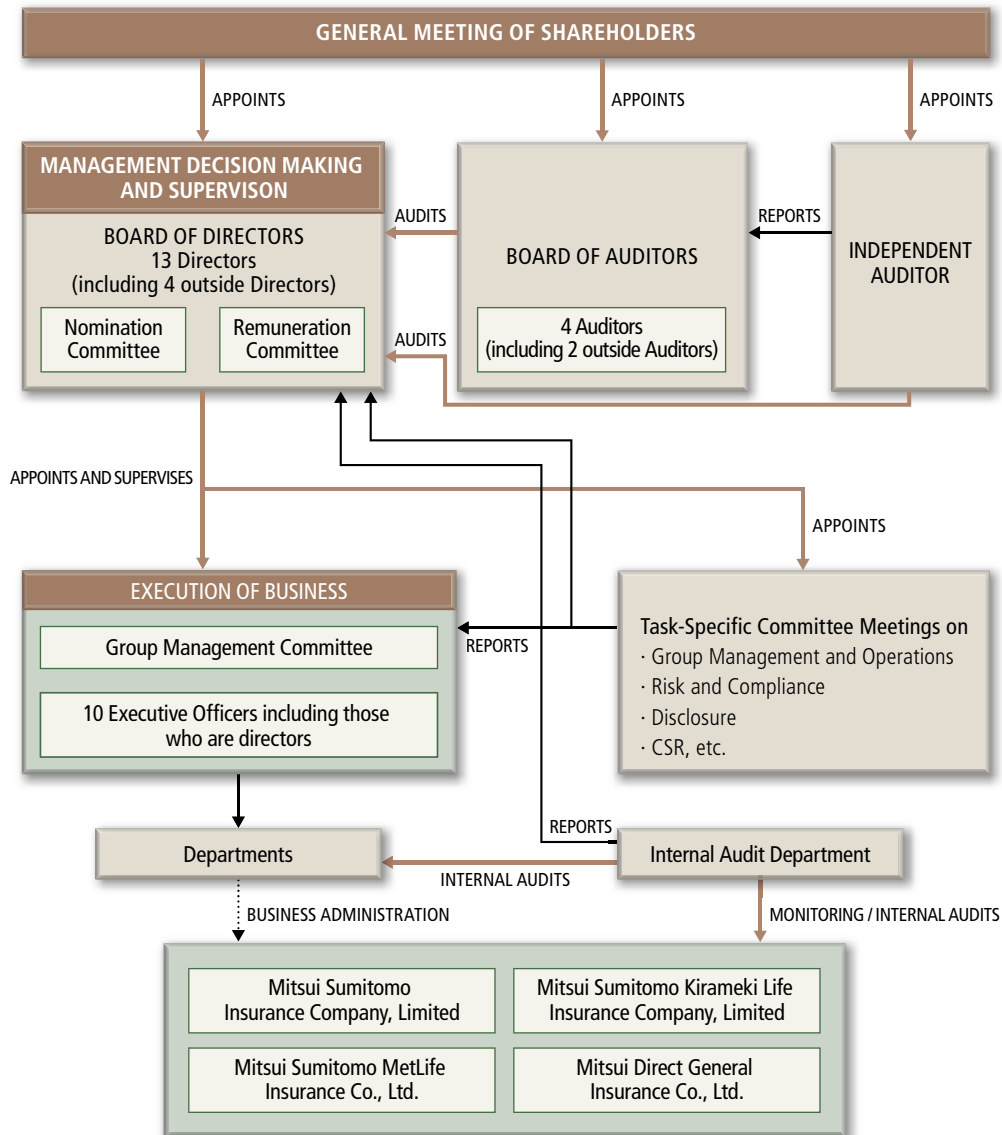 GENERAL MEETING OF SHAREHOLDERS
APPOINTS
APPOINTS
APPOINTS
MANAGEMENT DECISION MAKING
AND SUPERVISON
BOARD OF DIRECTORS
13 Directors
(including 4 outside Directors)
Nomination
Committee
Remuneration
Committee
AUDITS
AUDITS
BOARD OF AUDITORS
4 Auditors
(including 2 outside Auditors)
REPORTS
INDEPENDENT
AUDITOR
APPOINTS AND SUPERVISES
APPOINTS
EXECUTION OF BUSINESS
Group Management Committee
10 Executive Officers including those
who are directors
REPORTS
Task-Specific Committee Meetings on
· Group Management and Operations
· Risk and Compliance
· Disclosure
· CSR, etc.
REPORTS
Departments
INTERNAL AUDITS
Internal Audit Department
BUSINESS ADMINISTRATION
MONITORING / INTERNAL AUDITS
Mitsui Sumitomo
Insurance Company, Limited
Mitsui Sumitomo Kirameki Life
Insurance Company, Limited
Mitsui Sumitomo MetLife
Insurance Co., Ltd.
Mitsui Direct General
Insurance Co., Ltd.